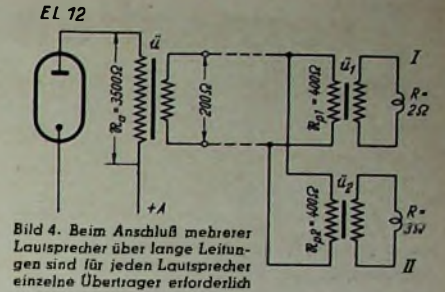 EL 12
ü
ü₁
I
ℜₐ = 3500Ω
200Ω
ℜp1 = 400Ω
R = 2Ω
+A
ü₂
ℜp2 = 400Ω
R = 3Ω
II
Bild 4. Beim Anschluß mehrerer
Lautsprecher über lange Leitun-
gen sind für jeden Lautsprecher
einzelne Übertrager erforderlich